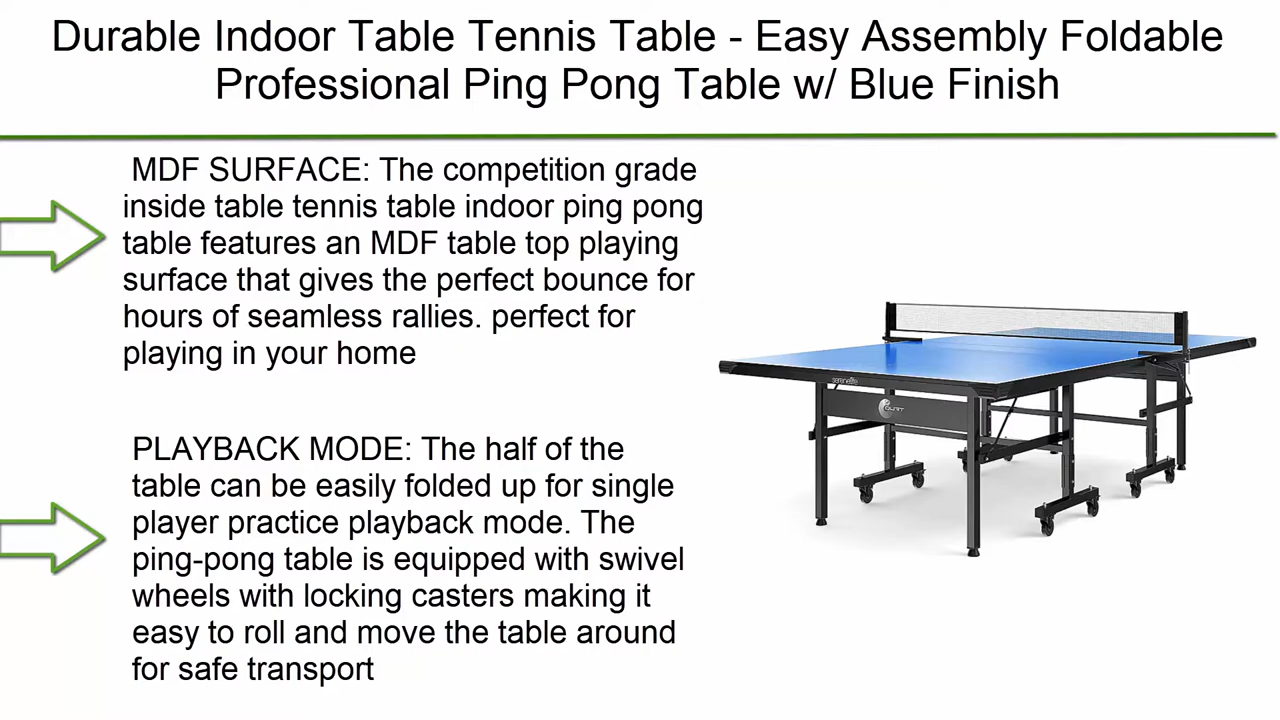 Durable Indoor Table Tennis Table - Easy Assembly Foldable
Professional Ping Pong Table w/ Blue Finish
MDF SURFACE: The competition grade
inside table tennis table indoor ping pong
table features an MDF table top playing
surface that gives the perfect bounce for
hours of seamless rallies. perfect for
playing in your home
PLAYBACK MODE: The half of the
table can be easily folded up for single
player practice playback mode. The
ping-pong table is equipped with swivel
wheels with locking casters making it
easy to roll and move the table around
for safe transport
serenelife